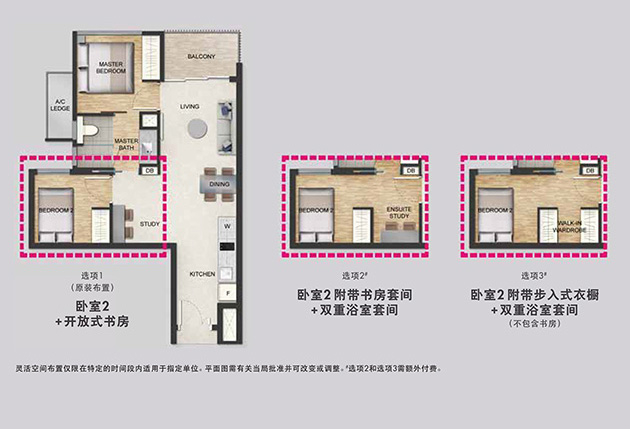 MASTER
BEDROOM
BALCONY
A/C
LEDGE
LIVING
MASTER
BATH
DB
DINING
BEDROOM 2
STUDY
W
KITCHEN
F
选项1
（原装布置）
卧室2
+开放式书房
DB
BEDROOM 2
ENSUITE
STUDY
选项2#
卧室2 附带书房套间
+双重浴室套间
DB
BEDROOM 2
WALK-IN
WARDROBE
选项3#
卧室2 附带步入式衣橱
+双重浴室套间
（不包含书房）
灵活空间布置仅限在特定的时间段内适用于指定单位。平面图需有关当局批准并可改变或调整。#选项2和选项3需额外付费。